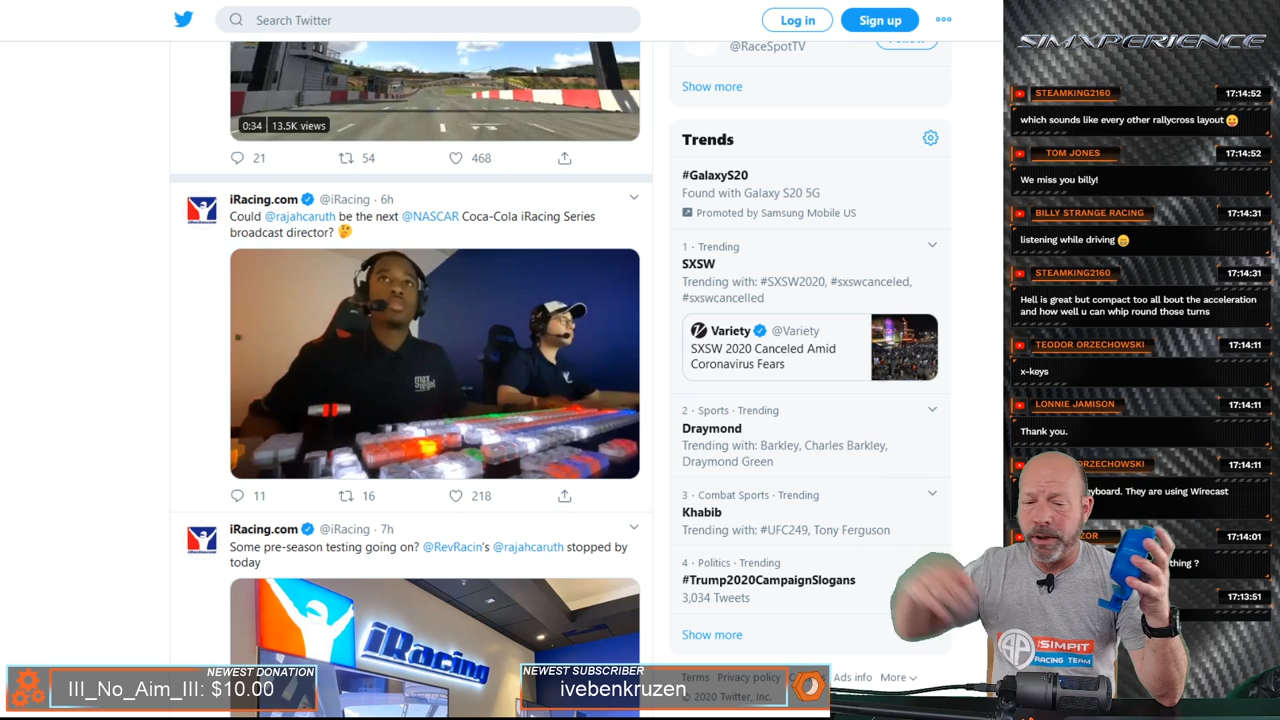 Search Twitter
Log in
Sign up
0:34 | 13.5K views
21
54
468
iRacing.com @iRacing · 6h
Could @rajahcaruth be the next @NASCAR Coca-Cola iRacing Series
broadcast director? 🤔
11
16
218
iRacing.com @iRacing · 7h
Some pre-season testing going on? @RevRacin's @rajahcaruth stopped by
today
iRacing
@RaceSpotTV
Show more
Trends
#GalaxyS20
Found with Galaxy S20 5G
Promoted by Samsung Mobile US
1 · Trending
SXSW
Trending with: #SXSW2020, #sxswcanceled,
#sxswcancelled
Variety @Variety
SXSW 2020 Canceled Amid
Coronavirus Fears
2 · Sports · Trending
Draymond
Trending with: Barkley, Charles Barkley,
Draymond Green
3 · Combat Sports · Trending
Khabib
Trending with: #UFC249, Tony Ferguson
4 · Politics · Trending
#Trump2020CampaignSlogans
3,034 Tweets
Show more
Terms Privacy policy Ads info More
© 2020 Twitter, Inc.
SIMXPERIENCE
STEAMKING2160 17:14:52
which sounds like every other rallycross layout 😛
TOM JONES 17:14:52
We miss you billy!
BILLY STRANGE RACING 17:14:31
listening while driving 😁
STEAMKING2160 17:14:31
Hell is great but compact too all bout the acceleration
and how well u can whip round those turns
TEODOR ORZECHOWSKI 17:14:11
x-keys
LONNIE JAMISON 17:14:11
Thank you.
ORZECHOWSKI 17:14:11
They are using Wirecast
17:14:01
thing ?
17:13:51
SP
SIMPIT
RACING TEAM
NEWEST DONATION
III_No_Aim_III: $10.00
NEWEST SUBSCRIBER
ivebenkruzen